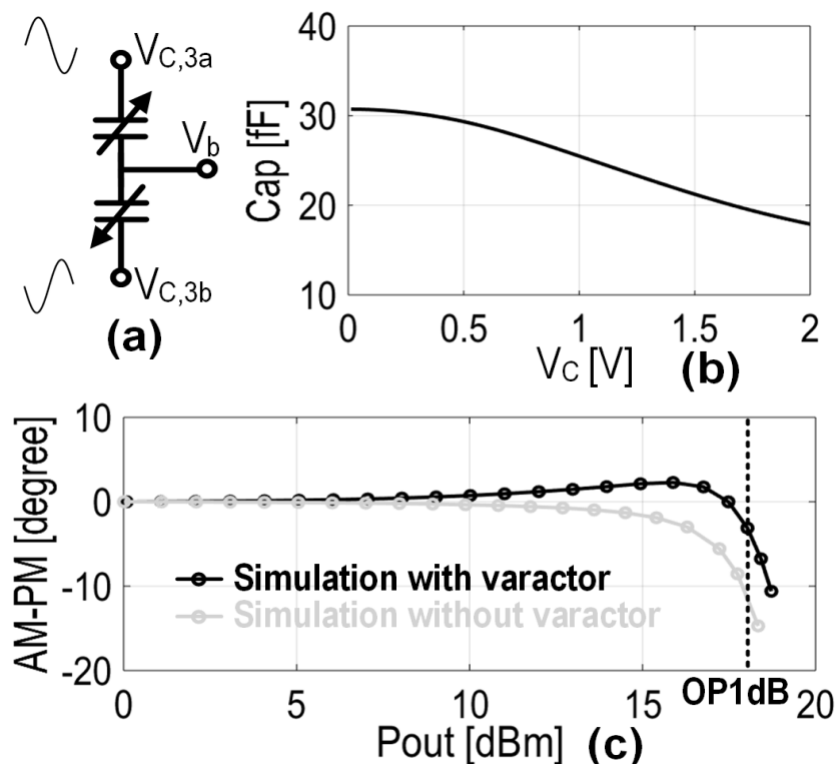 V_C,3a
V_b
V_C,3b
(a)
Cap [fF]
40
30
20
10
0
0.5
1
1.5
2
V_C [V]
(b)
AM-PM [degree]
10
0
-10
-20
Simulation with varactor
Simulation without varactor
OP1dB
0
5
10
15
20
Pout [dBm]
(c)